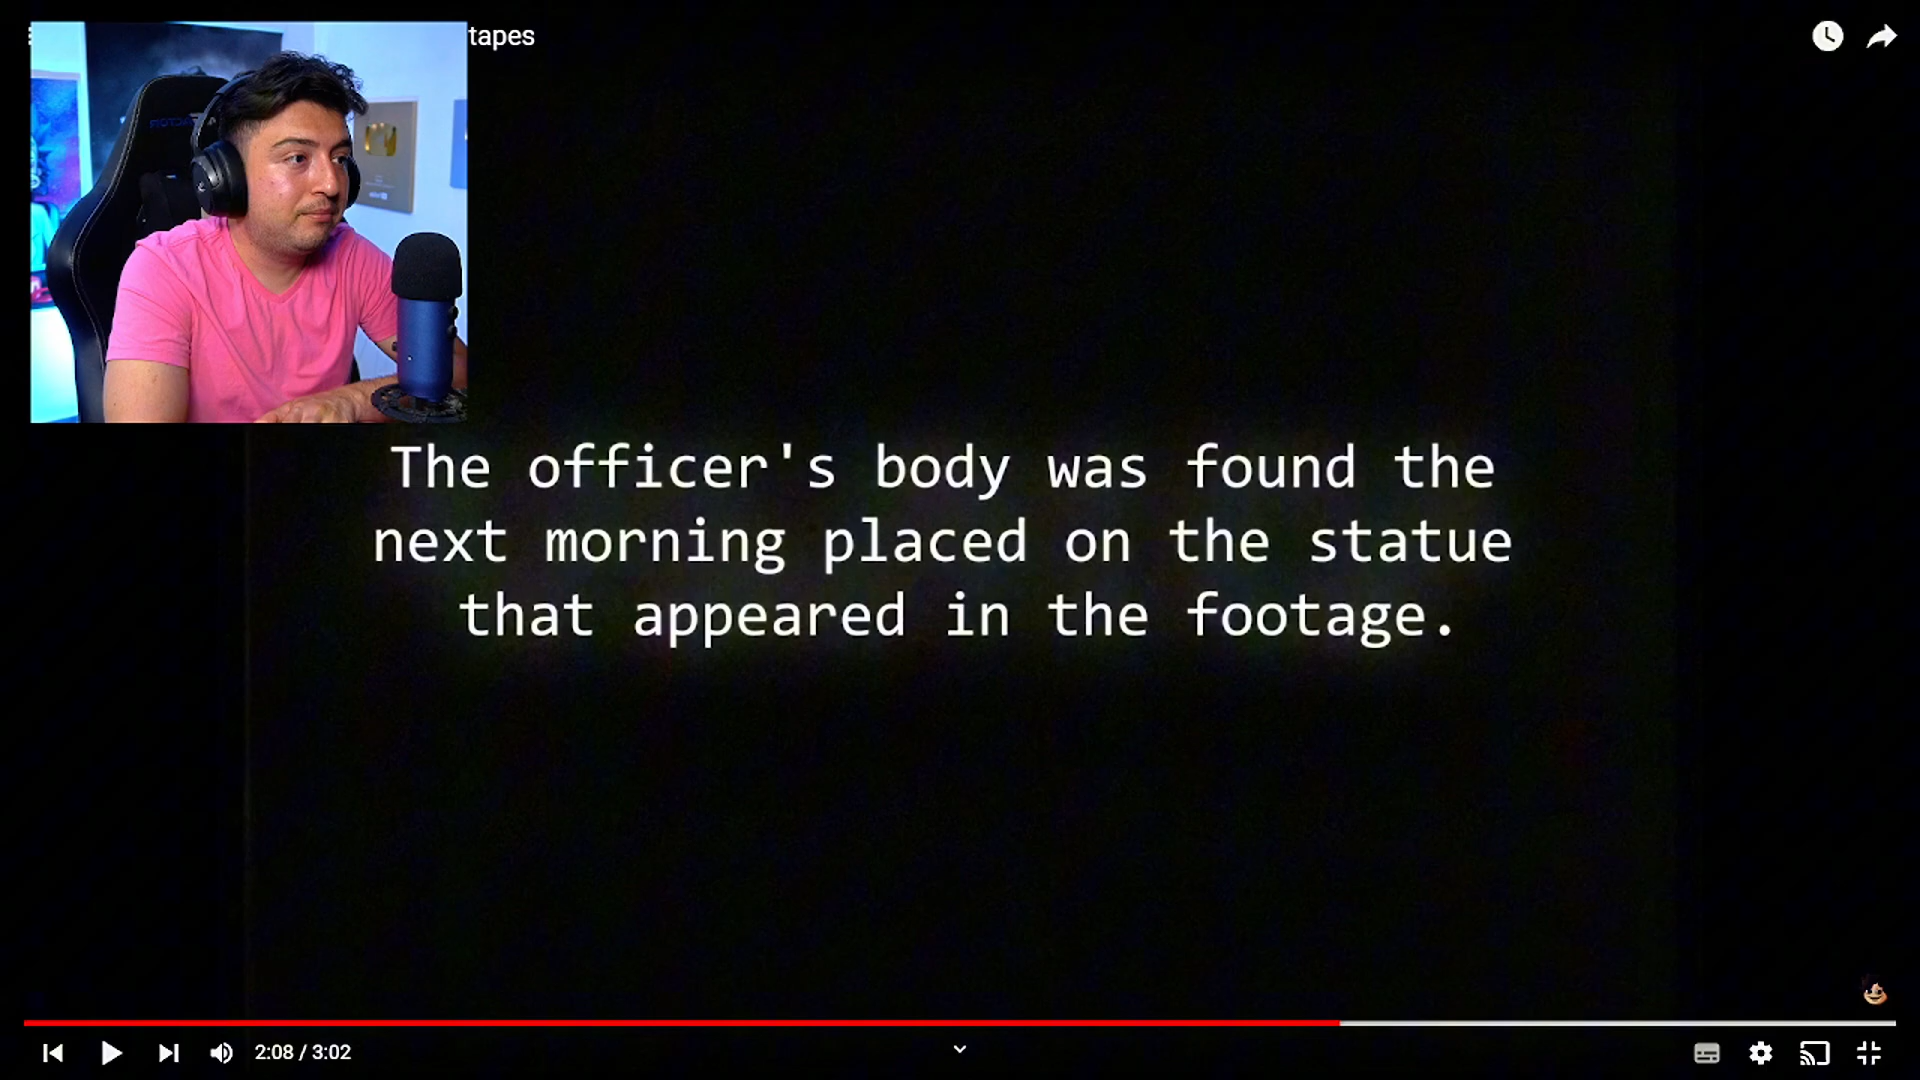 tapes
The officer's body was found the
next morning placed on the statue
that appeared in the footage.
2:08 / 3:02